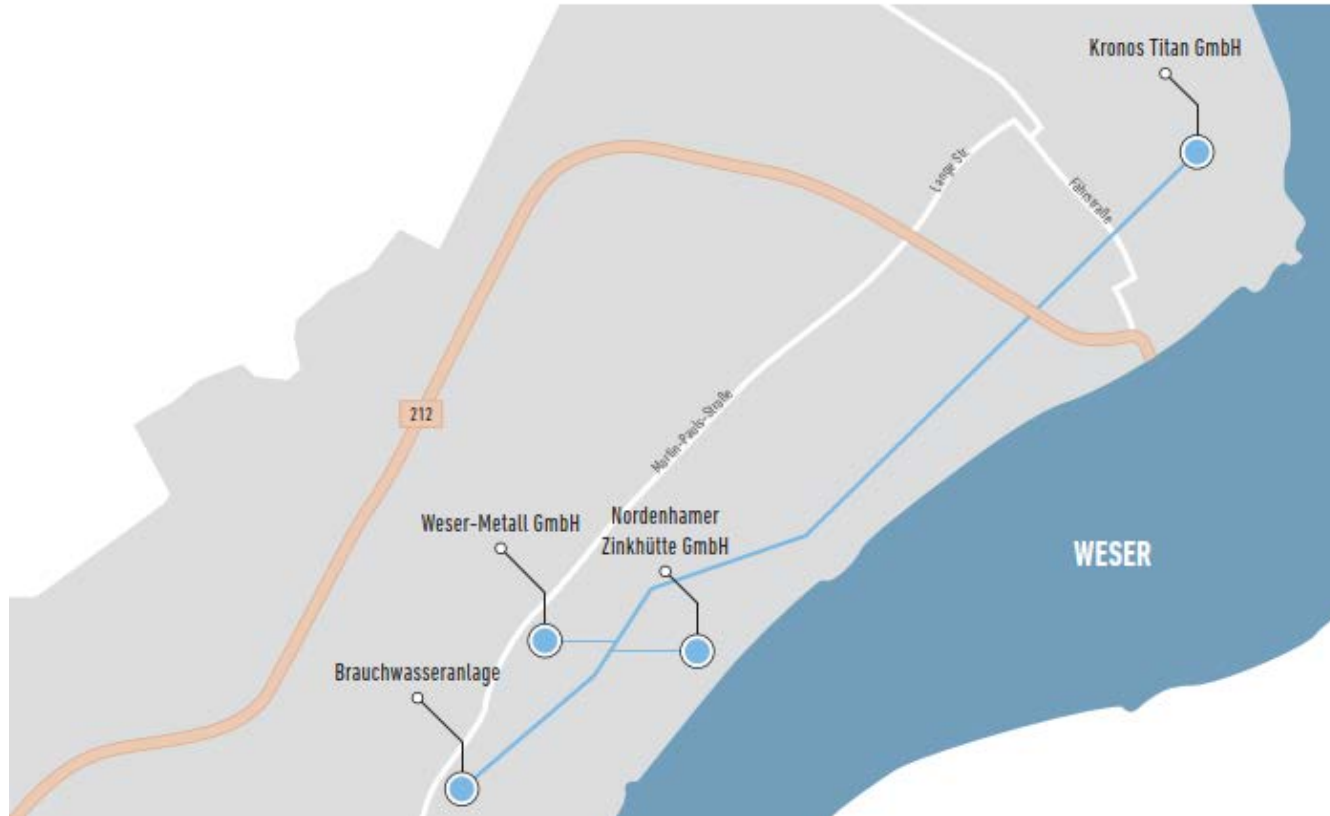 Kronos Titan GmbH
Lange Str.
Fährstraße
212
Martin-Pauls-Straße
Weser-Metall GmbH
Nordenhamer
Zinkhütte GmbH
WESER
Brauchwasseranlage